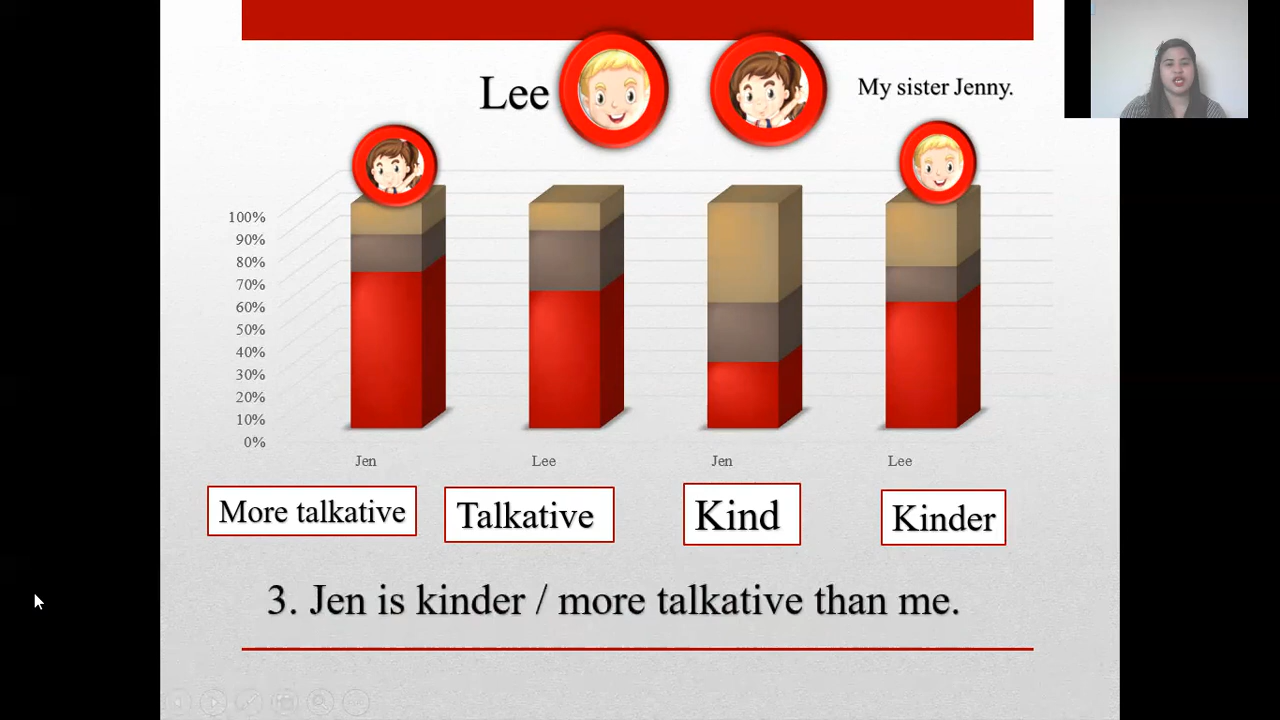 Lee
My sister Jenny.
100%
90%
80%
70%
60%
50%
40%
30%
20%
10%
0%
Jen
Lee
Jen
Lee
More talkative
Talkative
Kind
Kinder
3. Jen is kinder / more talkative than me.